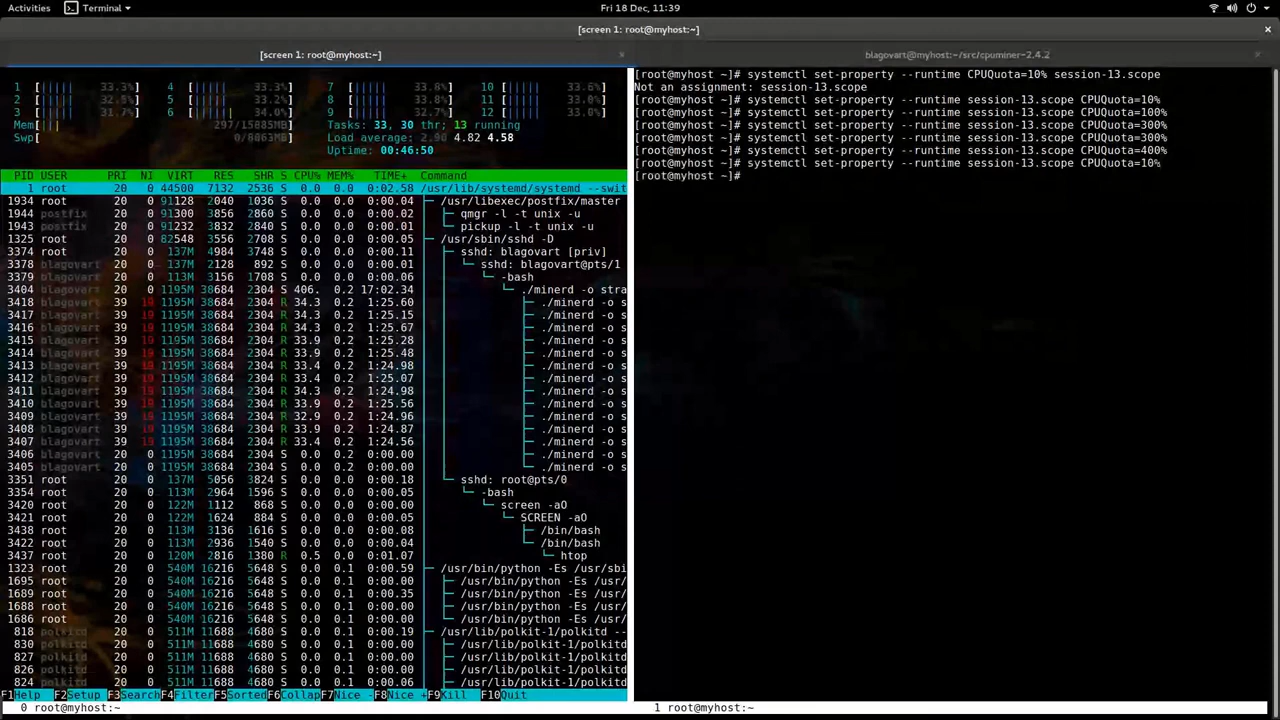 Activities Terminal Fri 18 Dec, 11:39
[screen 1: root@myhost:~]
[screen 1: root@myhost:~] blagovart@myhost:~/src/cpuminer-2.4.2
1 [||||| 33.3%] 4 [||||| 33.3%] 7 [||||| 33.8%] 10 [||||| 33.6%]
2 [||||| 32.5%] 5 [||||| 33.2%] 8 [||||| 33.8%] 11 [||||| 33.0%]
3 [||||| 31.7%] 6 [||||| 34.0%] 9 [||||| 32.7%] 12 [||||| 33.0%]
Mem[||| 297/15885MB] Tasks: 33, 30 thr; 13 running
Swp[ 0/8063MB] Load average: 2.90 4.82 4.58
Uptime: 00:46:50
PID USER PRI NI VIRT RES SHR S CPU% MEM% TIME+ Command
1 root 20 0 44500 7132 2536 S 0.0 0.0 0:02.58 /usr/lib/systemd/systemd --swit
1934 root 20 0 91128 2040 1036 S 0.0 0.0 0:00.04 /usr/libexec/postfix/master
1944 postfix 20 0 91300 3856 2860 S 0.0 0.0 0:00.02 qmgr -l -t unix -u
1943 postfix 20 0 91232 3832 2840 S 0.0 0.0 0:00.02 pickup -l -t unix -u
1325 root 20 0 82548 3556 2708 S 0.0 0.0 0:00.05 /usr/sbin/sshd -D
3374 root 20 0 137M 4984 3748 S 0.0 0.0 0:00.11 sshd: blagovart [priv]
3378 blagovart 20 0 137M 2128 892 S 0.0 0.0 0:00.01 sshd: blagovart@pts/1
3379 blagovart 20 0 113M 3156 1708 S 0.0 0.0 0:00.06 -bash
3404 blagovart 20 0 1195M 38684 2304 S 406. 0.2 17:02.34 ./minerd -o stra
3418 blagovart 39 19 1195M 38684 2304 R 34.3 0.2 1:25.60 ./minerd -o s
3417 blagovart 39 19 1195M 38684 2304 R 34.3 0.2 1:25.15 ./minerd -o s
3416 blagovart 39 19 1195M 38684 2304 R 34.3 0.2 1:25.67 ./minerd -o s
3415 blagovart 39 19 1195M 38684 2304 R 33.9 0.2 1:25.28 ./minerd -o s
3414 blagovart 39 19 1195M 38684 2304 R 33.9 0.2 1:25.48 ./minerd -o s
3413 blagovart 39 19 1195M 38684 2304 R 33.4 0.2 1:24.98 ./minerd -o s
3412 blagovart 39 19 1195M 38684 2304 R 33.4 0.2 1:25.07 ./minerd -o s
3411 blagovart 39 19 1195M 38684 2304 R 34.3 0.2 1:24.98 ./minerd -o s
3410 blagovart 39 19 1195M 38684 2304 R 33.9 0.2 1:25.56 ./minerd -o s
3409 blagovart 39 19 1195M 38684 2304 R 32.9 0.2 1:24.96 ./minerd -o s
3408 blagovart 39 19 1195M 38684 2304 R 33.9 0.2 1:24.87 ./minerd -o s
3407 blagovart 39 19 1195M 38684 2304 R 33.4 0.2 1:24.56 ./minerd -o s
3406 blagovart 20 0 1195M 38684 2304 S 0.0 0.2 0:00.00 ./minerd -o s
3405 blagovart 20 0 1195M 38684 2304 S 0.0 0.2 0:00.00 ./minerd -o s
3351 root 20 0 137M 5056 3824 S 0.0 0.0 0:00.18 sshd: root@pts/0
3354 root 20 0 113M 2964 1596 S 0.0 0.0 0:00.05 -bash
3420 root 20 0 122M 1112 868 S 0.0 0.0 0:00.00 screen -aO
3421 root 20 0 122M 1624 884 S 0.0 0.0 0:00.05 SCREEN -aO
3438 root 20 0 113M 3136 1616 S 0.0 0.0 0:00.08 /bin/bash
3422 root 20 0 113M 2936 1540 S 0.0 0.0 0:00.04 /bin/bash
3437 root 20 0 120M 2816 1380 R 0.5 0.0 0:01.07 htop
1323 root 20 0 540M 16216 5648 S 0.0 0.1 0:00.59 /usr/bin/python -Es /usr/sbi
1695 root 20 0 540M 16216 5648 S 0.0 0.1 0:00.00 /usr/bin/python -Es /usr/
1689 root 20 0 540M 16216 5648 S 0.0 0.1 0:00.35 /usr/bin/python -Es /usr/
1688 root 20 0 540M 16216 5648 S 0.0 0.1 0:00.00 /usr/bin/python -Es /usr/
1686 root 20 0 540M 16216 5648 S 0.0 0.1 0:00.00 /usr/bin/python -Es /usr/
818 polkitd 20 0 511M 11688 4680 S 0.0 0.1 0:00.19 /usr/lib/polkit-1/polkitd --
830 polkitd 20 0 511M 11688 4680 S 0.0 0.1 0:00.00 /usr/lib/polkit-1/polkitd
827 polkitd 20 0 511M 11688 4680 S 0.0 0.1 0:00.00 /usr/lib/polkit-1/polkitd
826 polkitd 20 0 511M 11688 4680 S 0.0 0.1 0:00.00 /usr/lib/polkit-1/polkitd
824 polkitd 20 0 511M 11688 4680 S 0.0 0.1 0:00.00 /usr/lib/polkit-1/polkitd
F1Help F2Setup F3Search F4Filter F5Sorted F6Collap F7Nice - F8Nice + F9Kill F10Quit
0 root@myhost:~
[root@myhost ~]# systemctl set-property --runtime CPUQuota=10% session-13.scope
Not an assignment: session-13.scope
[root@myhost ~]# systemctl set-property --runtime session-13.scope CPUQuota=10%
[root@myhost ~]# systemctl set-property --runtime session-13.scope CPUQuota=100%
[root@myhost ~]# systemctl set-property --runtime session-13.scope CPUQuota=300%
[root@myhost ~]# systemctl set-property --runtime session-13.scope CPUQuota=300%
[root@myhost ~]# systemctl set-property --runtime session-13.scope CPUQuota=400%
[root@myhost ~]# systemctl set-property --runtime session-13.scope CPUQuota=10%
[root@myhost ~]#
1 root@myhost:~